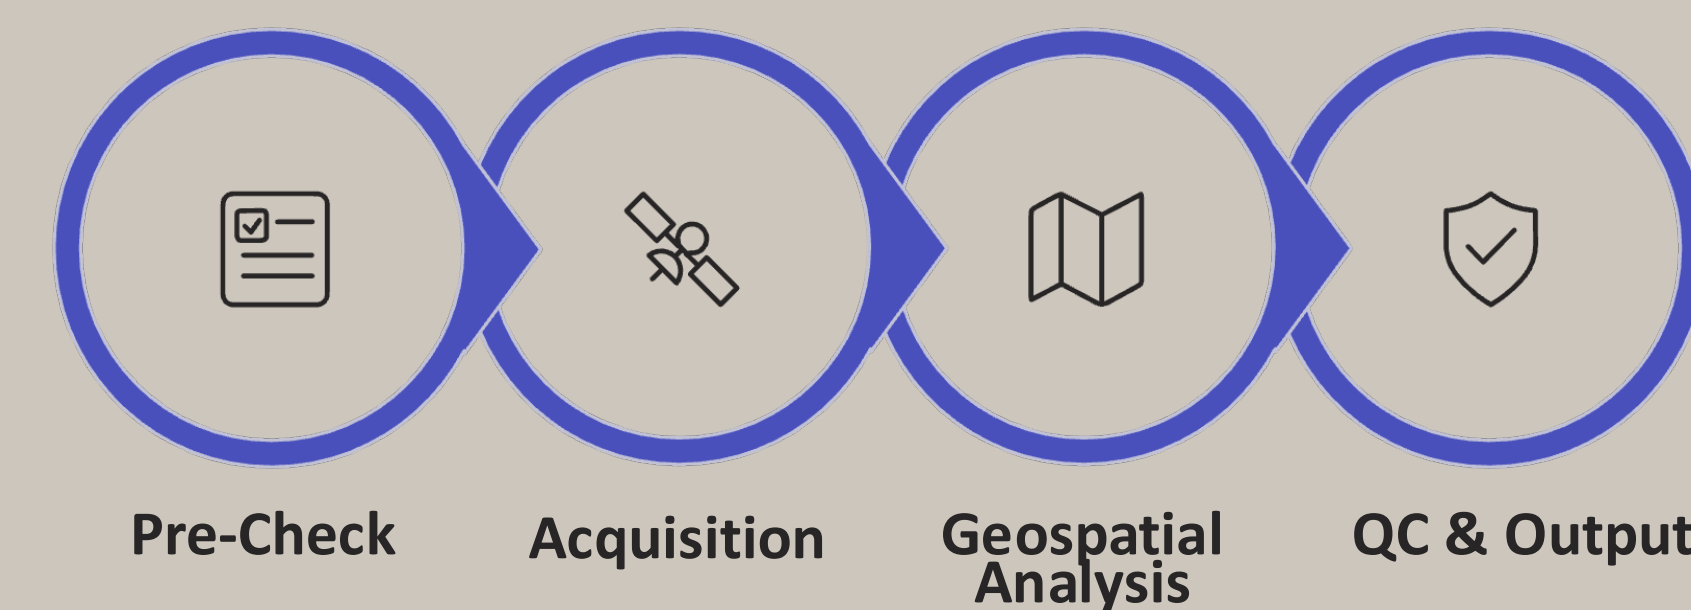 Pre-Check
Acquisition
Geospatial
Analysis
QC & Output